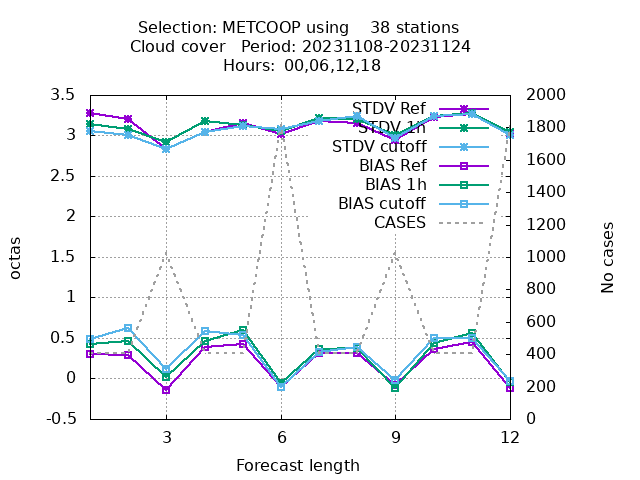 Selection: METCOOP using    38 stations
Cloud cover   Period: 20231108-20231124
Hours:  00,06,12,18
3.5
3
2.5
2
1.5
1
0.5
0
-0.5
2000
1800
1600
1400
1200
1000
800
600
400
200
0
octas
No cases
STDV Ref
STDV 1h
STDV cutoff
BIAS Ref
BIAS 1h
BIAS cutoff
CASES
3
6
9
12
Forecast length